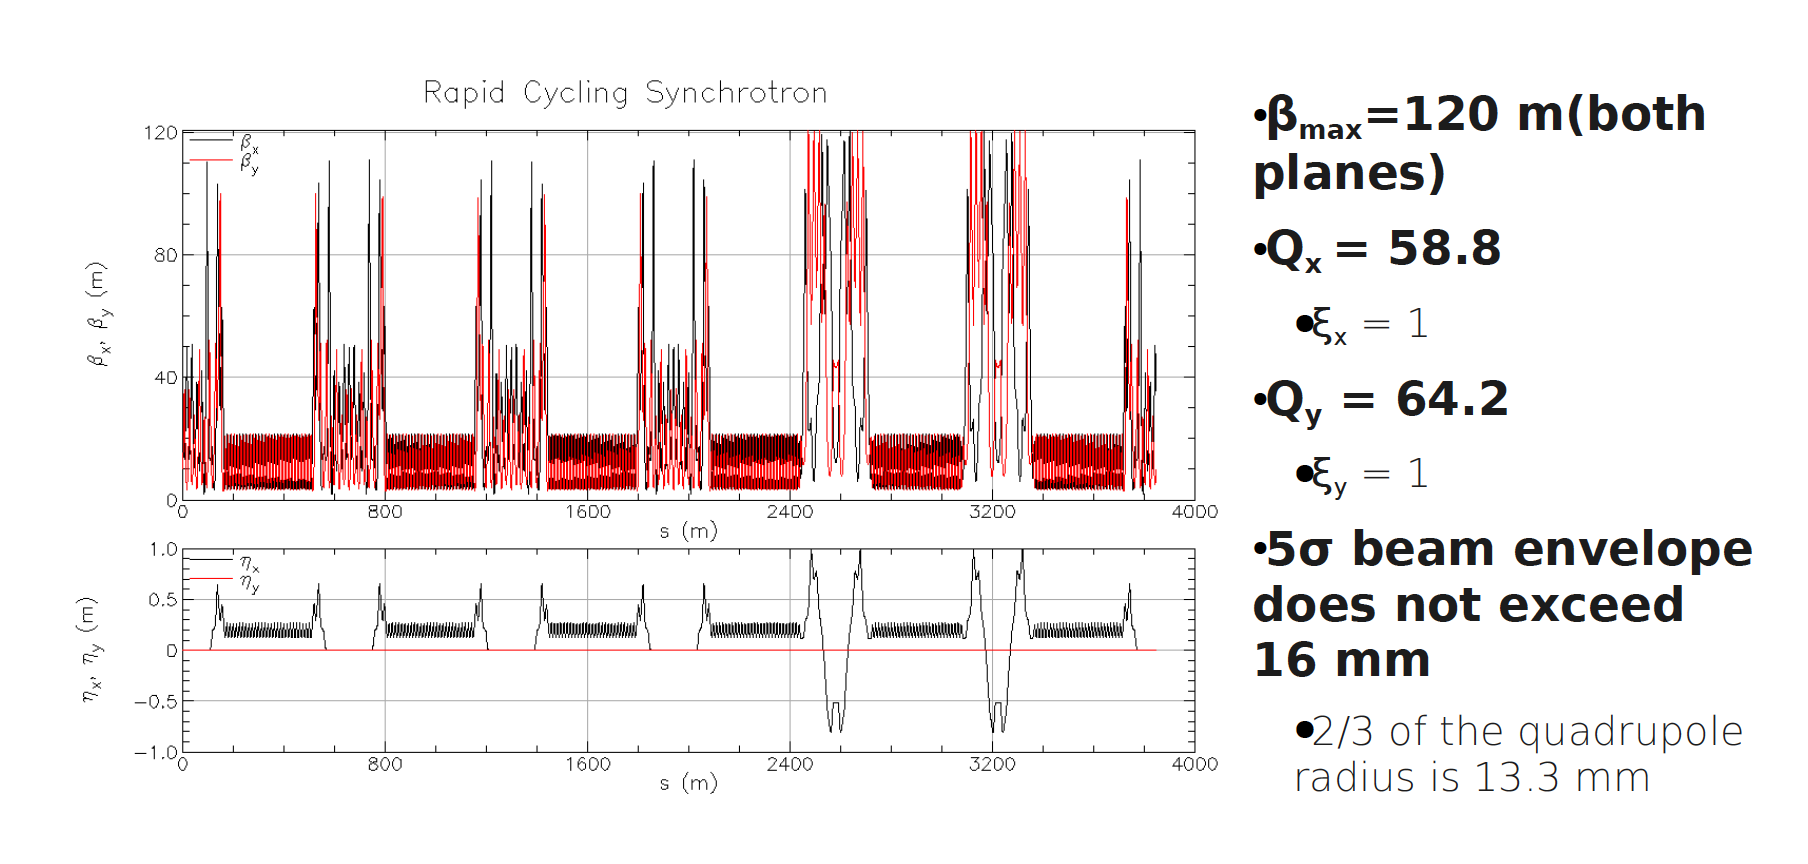 Rapid Cycling Synchrotron
120
80
40
0
βx
βy
βx, βy (m)
0 800 1600 2400 3200 4000
s (m)
1.0
0.5
0
−0.5
−1.0
ηx
ηy
ηx, ηy (m)
0 800 1600 2400 3200 4000
s (m)
•βmax=120 m(both
planes)
•Qx = 58.8
•ξx = 1
•Qy = 64.2
•ξy = 1
•5σ beam envelope
does not exceed
16 mm
•2/3 of the quadrupole
radius is 13.3 mm